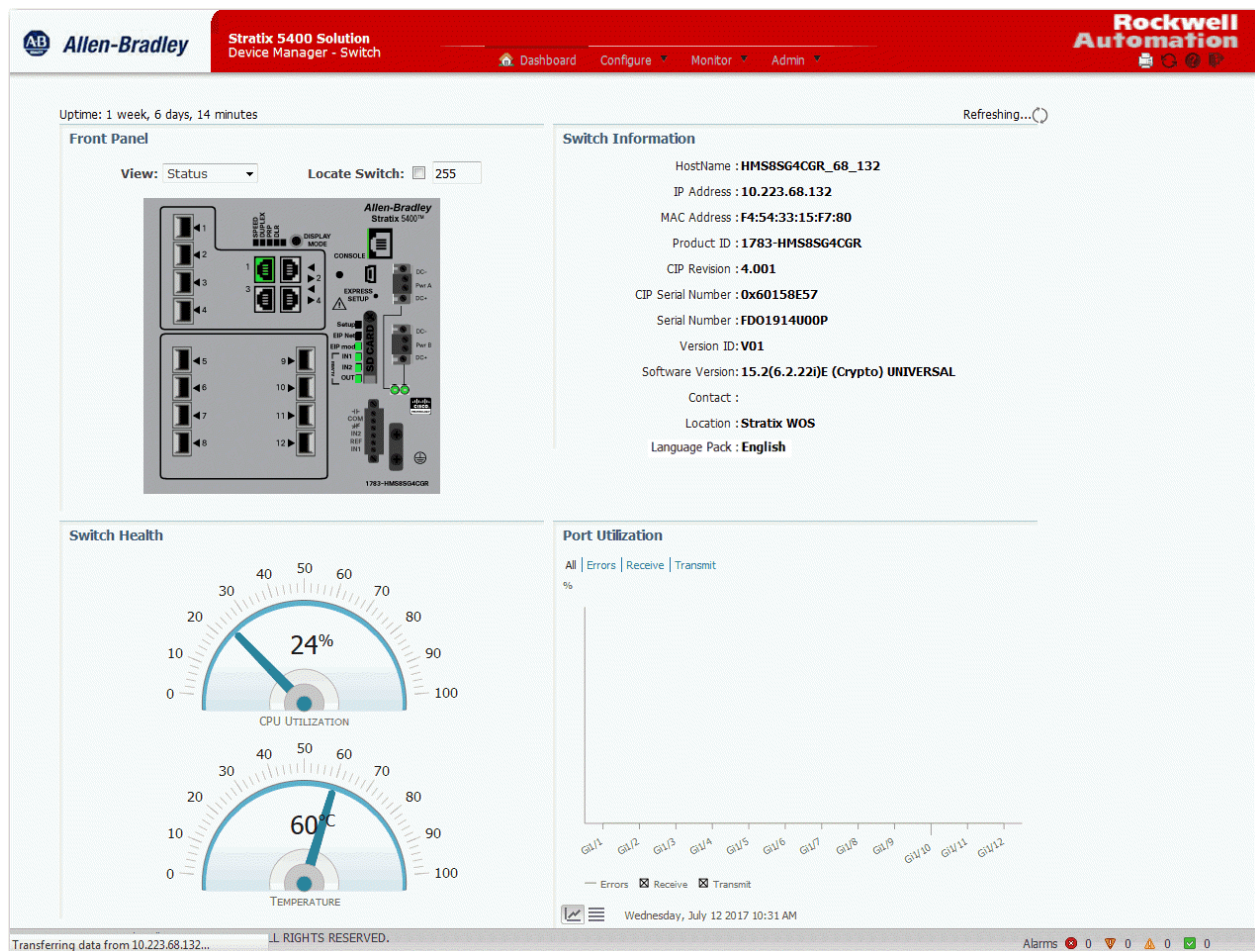 Rockwell
Automation
AB Allen-Bradley
Stratix 5400 Solution
Device Manager - Switch
Dashboard Configure Monitor Admin
Uptime: 1 week, 6 days, 14 minutes
Refreshing...
Front Panel
View: Status Locate Switch: 255
Allen-Bradley
Stratix 5400™
SPEED
DUPLEX
PRP
DLR
DISPLAY
MODE
CONSOLE
1
2
3
4
1
2
3
4
EXPRESS
SETUP
DC-
Pwr A
DC+
Setup
EIP Net
EIP mod
IN1
IN2
OUT
ALARM
SD CARD
DC-
Pwr B
DC+
5
6
7
8
9
10
11
12
CISCO
COM
IN2
REF
IN1
1783-HMS8SG4CGR
Switch Information
HostName : HMS8SG4CGR_68_132
IP Address : 10.223.68.132
MAC Address : F4:54:33:15:F7:80
Product ID : 1783-HMS8SG4CGR
CIP Revision : 4.001
CIP Serial Number : 0x60158E57
Serial Number : FDO1914U00P
Version ID: V01
Software Version: 15.2(6.2.22i)E (Crypto) UNIVERSAL
Contact :
Location : Stratix WOS
Language Pack : English
Switch Health
0 10 20 30 40 50 60 70 80 90 100
24%
CPU UTILIZATION
0 10 20 30 40 50 60 70 80 90 100
60°C
TEMPERATURE
Port Utilization
All | Errors | Receive | Transmit
%
Gi1/1 Gi1/2 Gi1/3 Gi1/4 Gi1/5 Gi1/6 Gi1/7 Gi1/8 Gi1/9 Gi1/10 Gi1/11 Gi1/12
Errors Receive Transmit
Wednesday, July 12 2017 10:31 AM
Transferring data from 10.223.68.132...
LL RIGHTS RESERVED.
Alarms 0 0 0 0